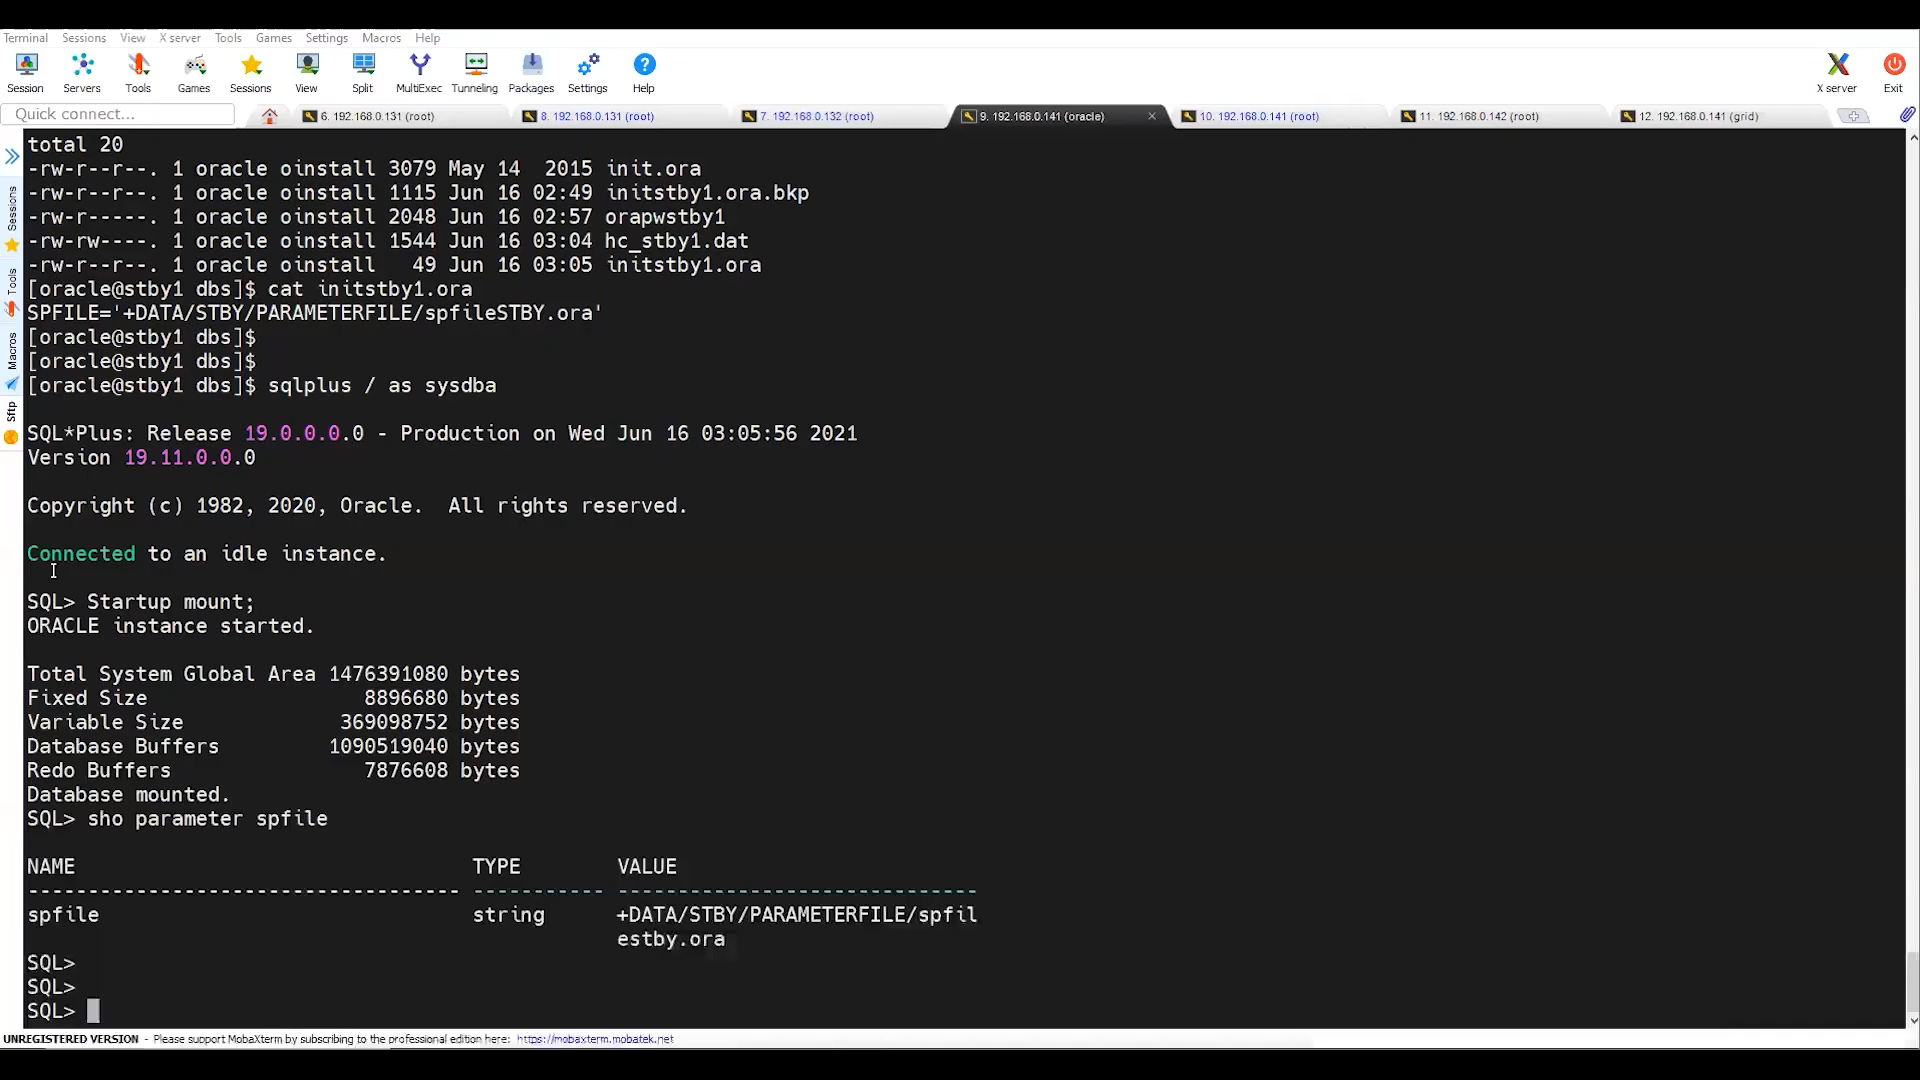 Terminal Sessions View X server Tools Games Settings Macros Help
Session Servers Tools Games Sessions View Split MultiExec Tunneling Packages Settings Help X server Exit
Quick connect... 6. 192.168.0.131 (root) 8. 192.168.0.131 (root) 7. 192.168.0.132 (root) 9. 192.168.0.141 (oracle) 10. 192.168.0.141 (root) 11. 192.168.0.142 (root) 12. 192.168.0.141 (grid)
Sessions
Tools
Macros
Sftp
total 20
-rw-r--r--. 1 oracle oinstall 3079 May 14  2015 init.ora
-rw-r--r--. 1 oracle oinstall 1115 Jun 16 02:49 initstby1.ora.bkp
-rw-r-----. 1 oracle oinstall 2048 Jun 16 02:57 orapwstby1
-rw-rw----. 1 oracle oinstall 1544 Jun 16 03:04 hc_stby1.dat
-rw-r--r--. 1 oracle oinstall   49 Jun 16 03:05 initstby1.ora
[oracle@stby1 dbs]$ cat initstby1.ora
SPFILE='+DATA/STBY/PARAMETERFILE/spfileSTBY.ora'
[oracle@stby1 dbs]$
[oracle@stby1 dbs]$
[oracle@stby1 dbs]$ sqlplus / as sysdba
SQL*Plus: Release 19.0.0.0.0 - Production on Wed Jun 16 03:05:56 2021
Version 19.11.0.0.0
Copyright (c) 1982, 2020, Oracle.  All rights reserved.
Connected to an idle instance.
SQL> Startup mount;
ORACLE instance started.
Total System Global Area 1476391080 bytes
Fixed Size                  8896680 bytes
Variable Size             369098752 bytes
Database Buffers         1090519040 bytes
Redo Buffers                7876608 bytes
Database mounted.
SQL> sho parameter spfile
NAME                                 TYPE        VALUE
------------------------------------ ----------- ------------------------------
spfile                               string      +DATA/STBY/PARAMETERFILE/spfil
estby.ora
SQL>
SQL>
SQL>
UNREGISTERED VERSION - Please support MobaXterm by subscribing to the professional edition here: https://mobaxterm.mobatek.net